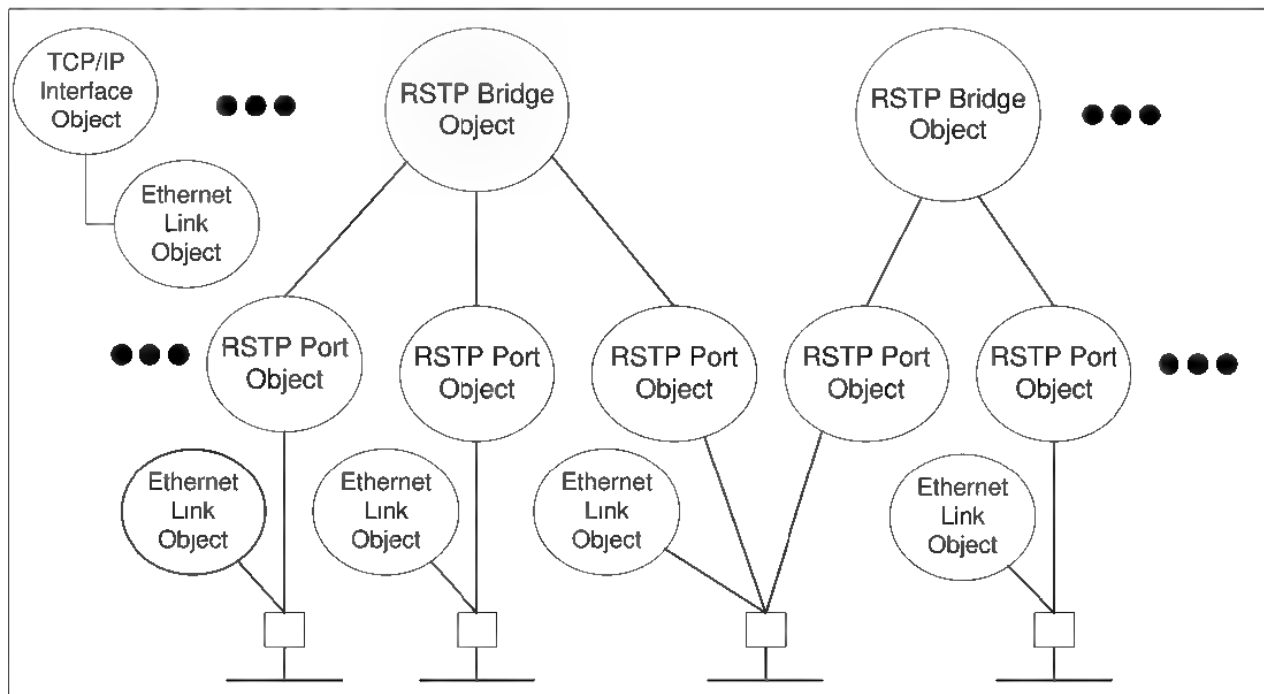 TCP/IP
Interface
Object
RSTP Bridge
Object
RSTP Bridge
Object
Ethernet
Link
Object
RSTP Port
Object
RSTP Port
Object
RSTP Port
Object
RSTP Port
Object
RSTP Port
Object
Ethernet
Link
Object
Ethernet
Link
Object
Ethernet
Link
Object
Ethernet
Link
Object